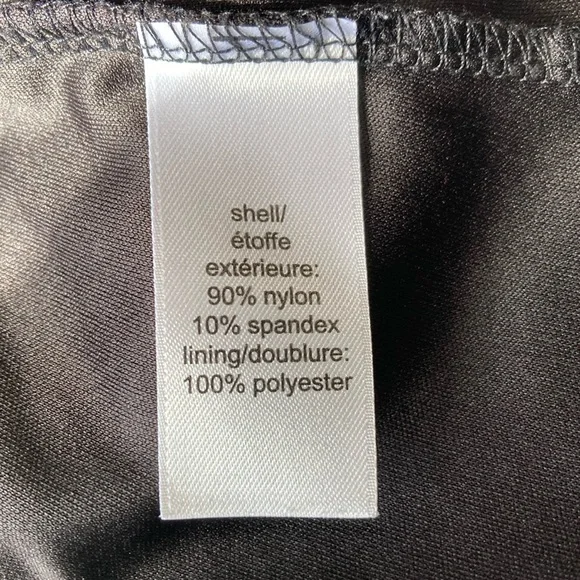 shell/
étoffe
extérieure:
90% nylon
10% spandex
lining/doublure:
100% polyester